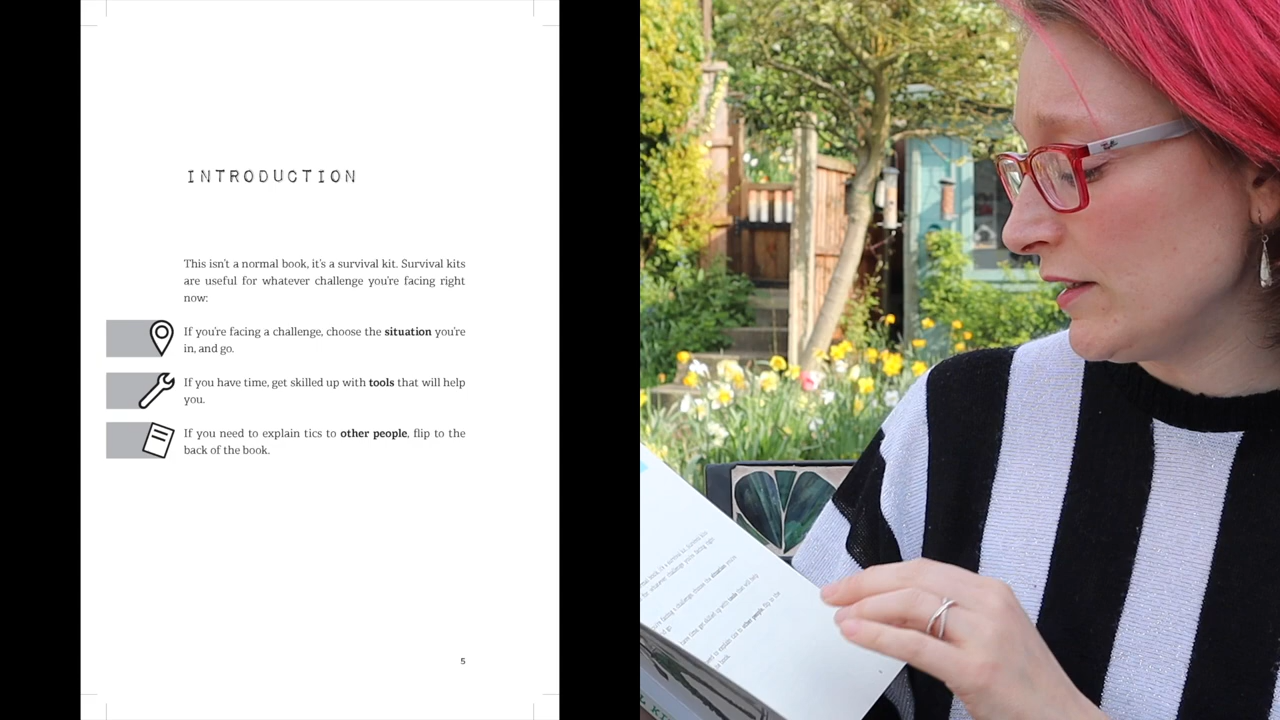 INTRODUCTION
This isn't a normal book, it's a survival kit. Survival kits
are useful for whatever challenge you're facing right
now:
If you're facing a challenge, choose the situation you're
in, and go.
If you have time, get skilled up with tools that will help
you.
If you need to explain tics to other people, flip to the
back of the book.
5